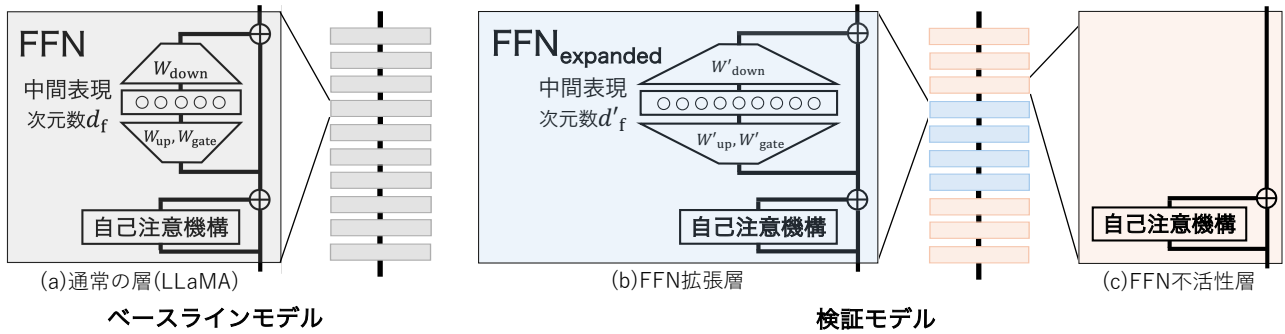 FFN
W_down
中間表現
次元数d_f
W_up, W_gate
自己注意機構
(a)通常の層(LLaMA)
ベースラインモデル
FFN_expanded
W'_down
中間表現
次元数d'_f
W'_up, W'_gate
自己注意機構
(b)FFN拡張層
検証モデル
自己注意機構
(c)FFN不活性層